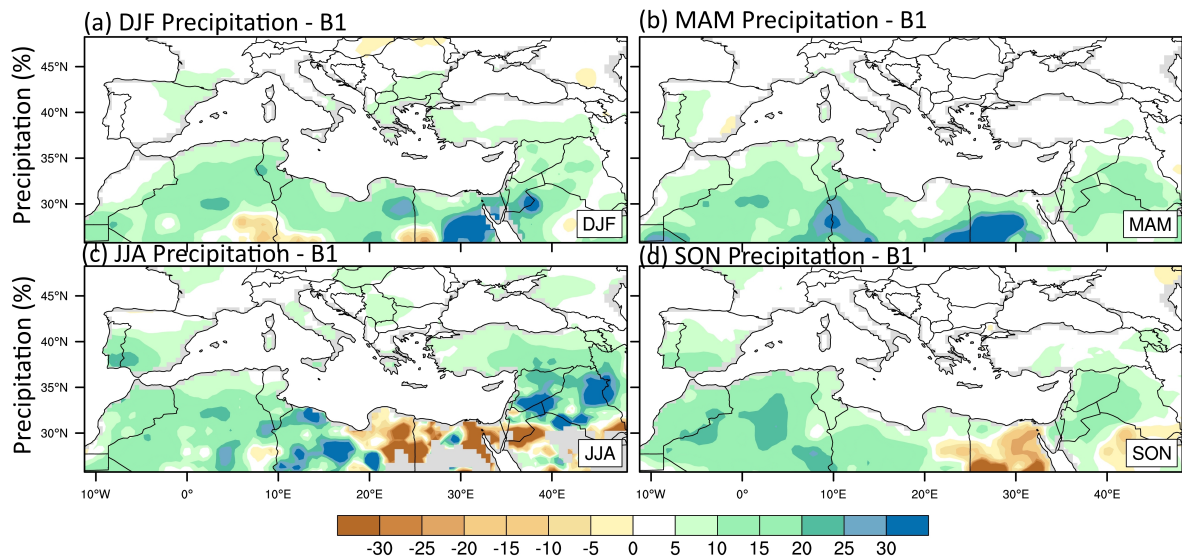 (a) DJF Precipitation - B1
(b) MAM Precipitation - B1
Precipitation (%)
45°N
40°N
35°N
30°N
DJF
MAM
(c) JJA Precipitation - B1
(d) SON Precipitation - B1
Precipitation (%)
45°N
40°N
35°N
30°N
JJA
SON
10°W 0° 10°E 20°E 30°E 40°E
10°W 0° 10°E 20°E 30°E 40°E
-30 -25 -20 -15 -10 -5 0 5 10 15 20 25 30